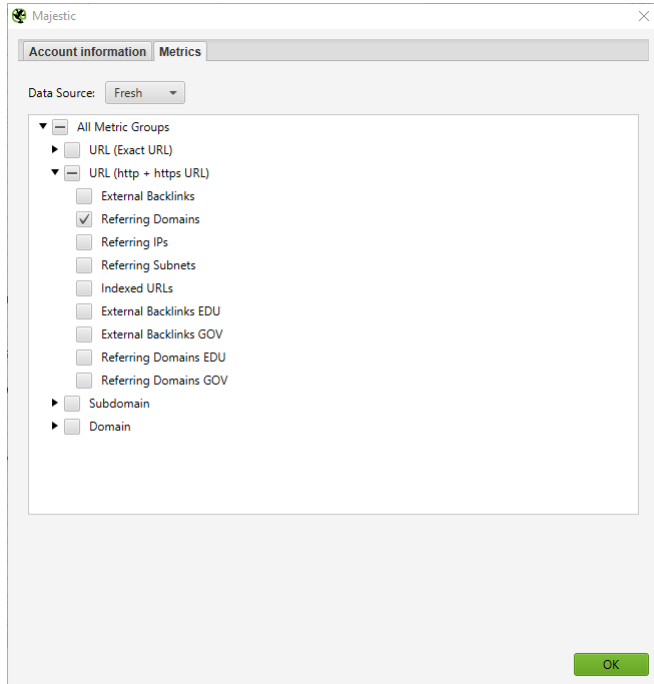 Majestic
Account information Metrics
Data Source: Fresh
All Metric Groups
URL (Exact URL)
URL (http + https URL)
External Backlinks
Referring Domains
Referring IPs
Referring Subnets
Indexed URLs
External Backlinks EDU
External Backlinks GOV
Referring Domains EDU
Referring Domains GOV
Subdomain
Domain
OK